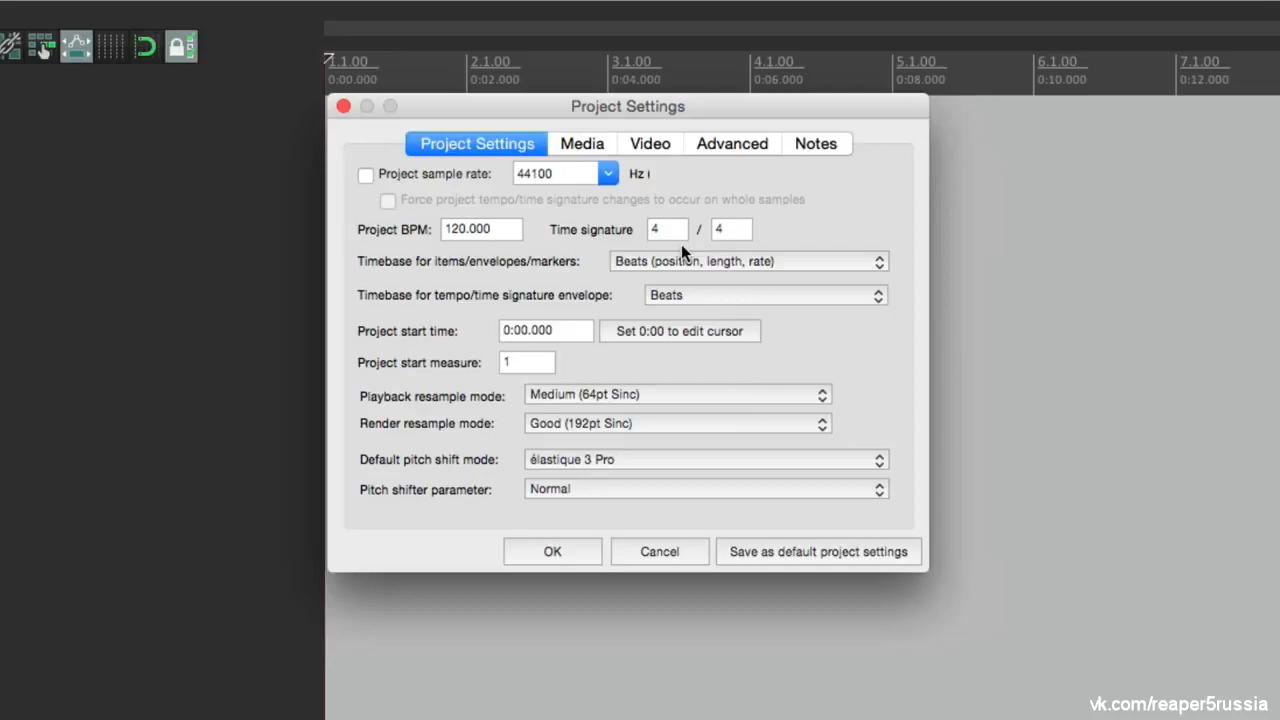 1.1.00 2.1.00 3.1.00 4.1.00 5.1.00 6.1.00 7.1.00
0:00.000 0:02.000 0:04.000 0:06.000 0:08.000 0:10.000 0:12.000
Project Settings
Project Settings Media Video Advanced Notes
Project sample rate: 44100 Hz
Force project tempo/time signature changes to occur on whole samples
Project BPM: 120.000 Time signature 4 / 4
Timebase for items/envelopes/markers: Beats (position, length, rate)
Timebase for tempo/time signature envelope: Beats
Project start time: 0:00.000 Set 0:00 to edit cursor
Project start measure: 1
Playback resample mode: Medium (64pt Sinc)
Render resample mode: Good (192pt Sinc)
Default pitch shift mode: élastique 3 Pro
Pitch shifter parameter: Normal
OK Cancel Save as default project settings
vk.com/reaper5russia